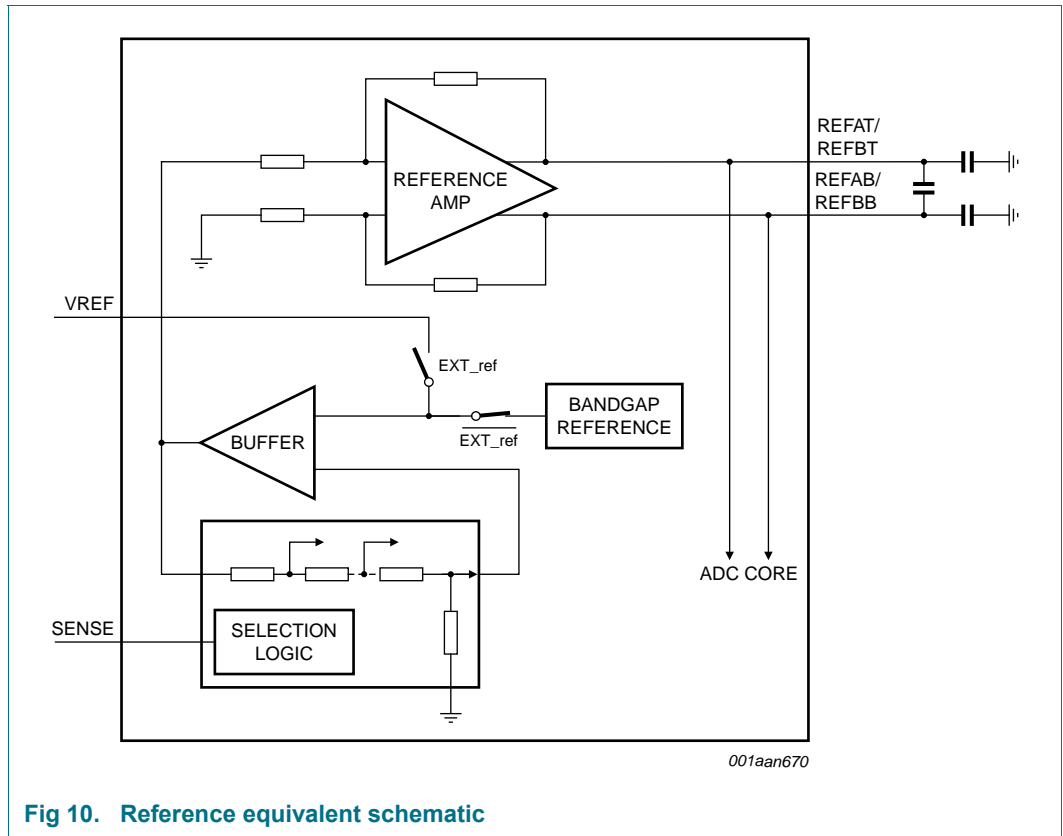 REFAT/
REFBT
REFERENCE
AMP
REFAB/
REFBB
VREF
EXT_ref
BANDGAP
REFERENCE
BUFFER
EXT_ref
ADC CORE
SENSE
SELECTION
LOGIC
001aan670
Fig 10. Reference equivalent schematic